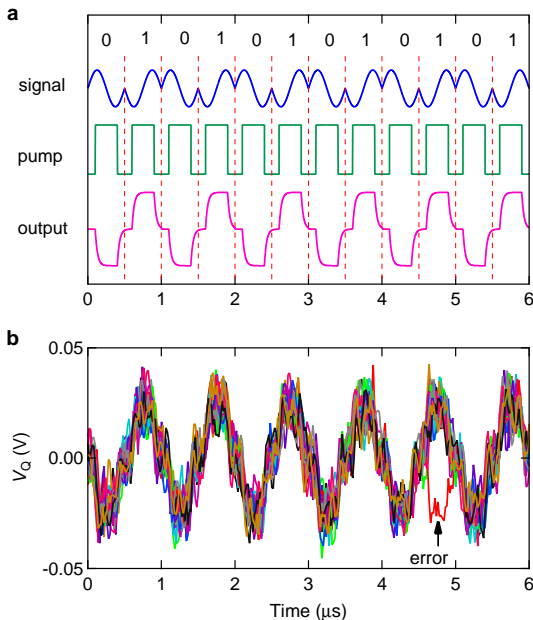 a
0 1 0 1 0 1 0 1 0 1 0 1
signal
pump
output
0 1 2 3 4 5 6
b
0.05
0.00
-0.05
V_Q (V)
error
0 1 2 3 4 5 6
Time (μs)